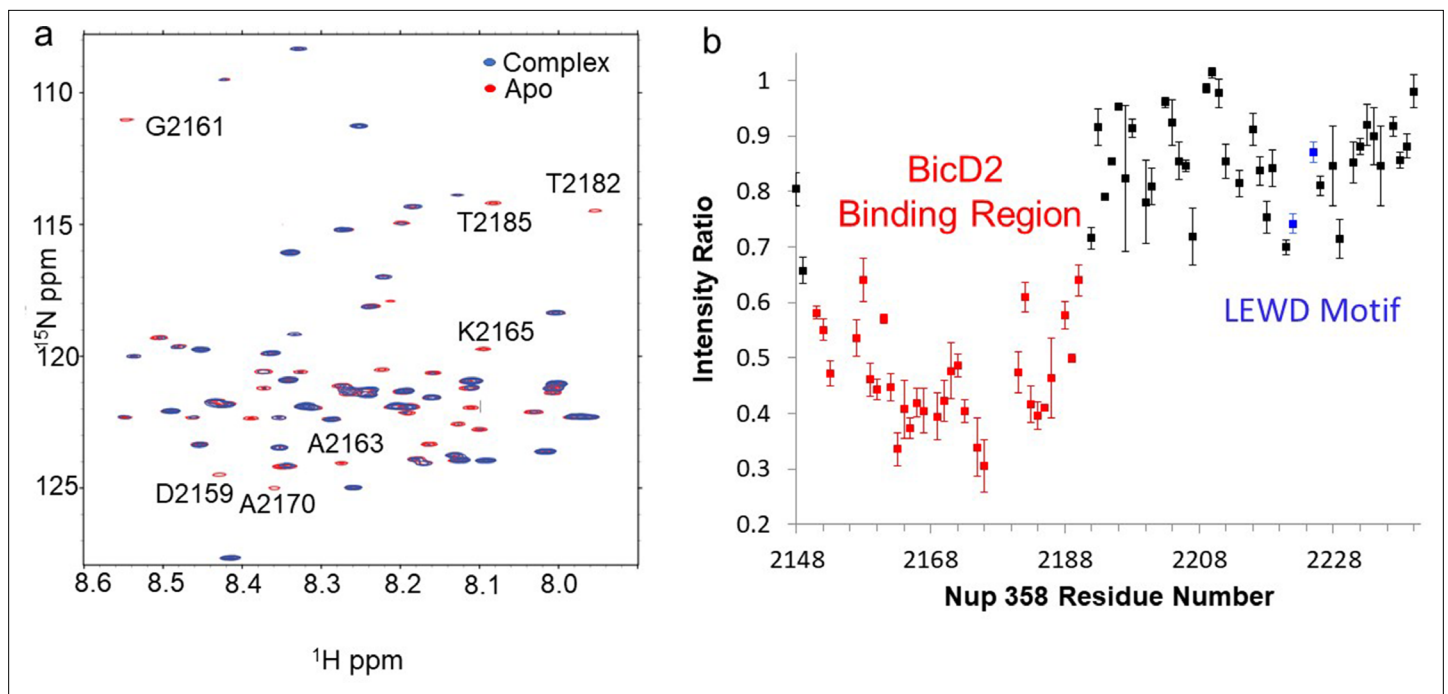 a
Complex
Apo
110
115
120
125
¹⁵N ppm
G2161
T2182
T2185
K2165
A2163
D2159
A2170
8.6 8.5 8.4 8.3 8.2 8.1 8.0
¹H ppm
b
1
0.9
0.8
0.7
0.6
0.5
0.4
0.3
0.2
Intensity Ratio
BicD2
Binding Region
LEWD Motif
2148 2168 2188 2208 2228
Nup 358 Residue Number